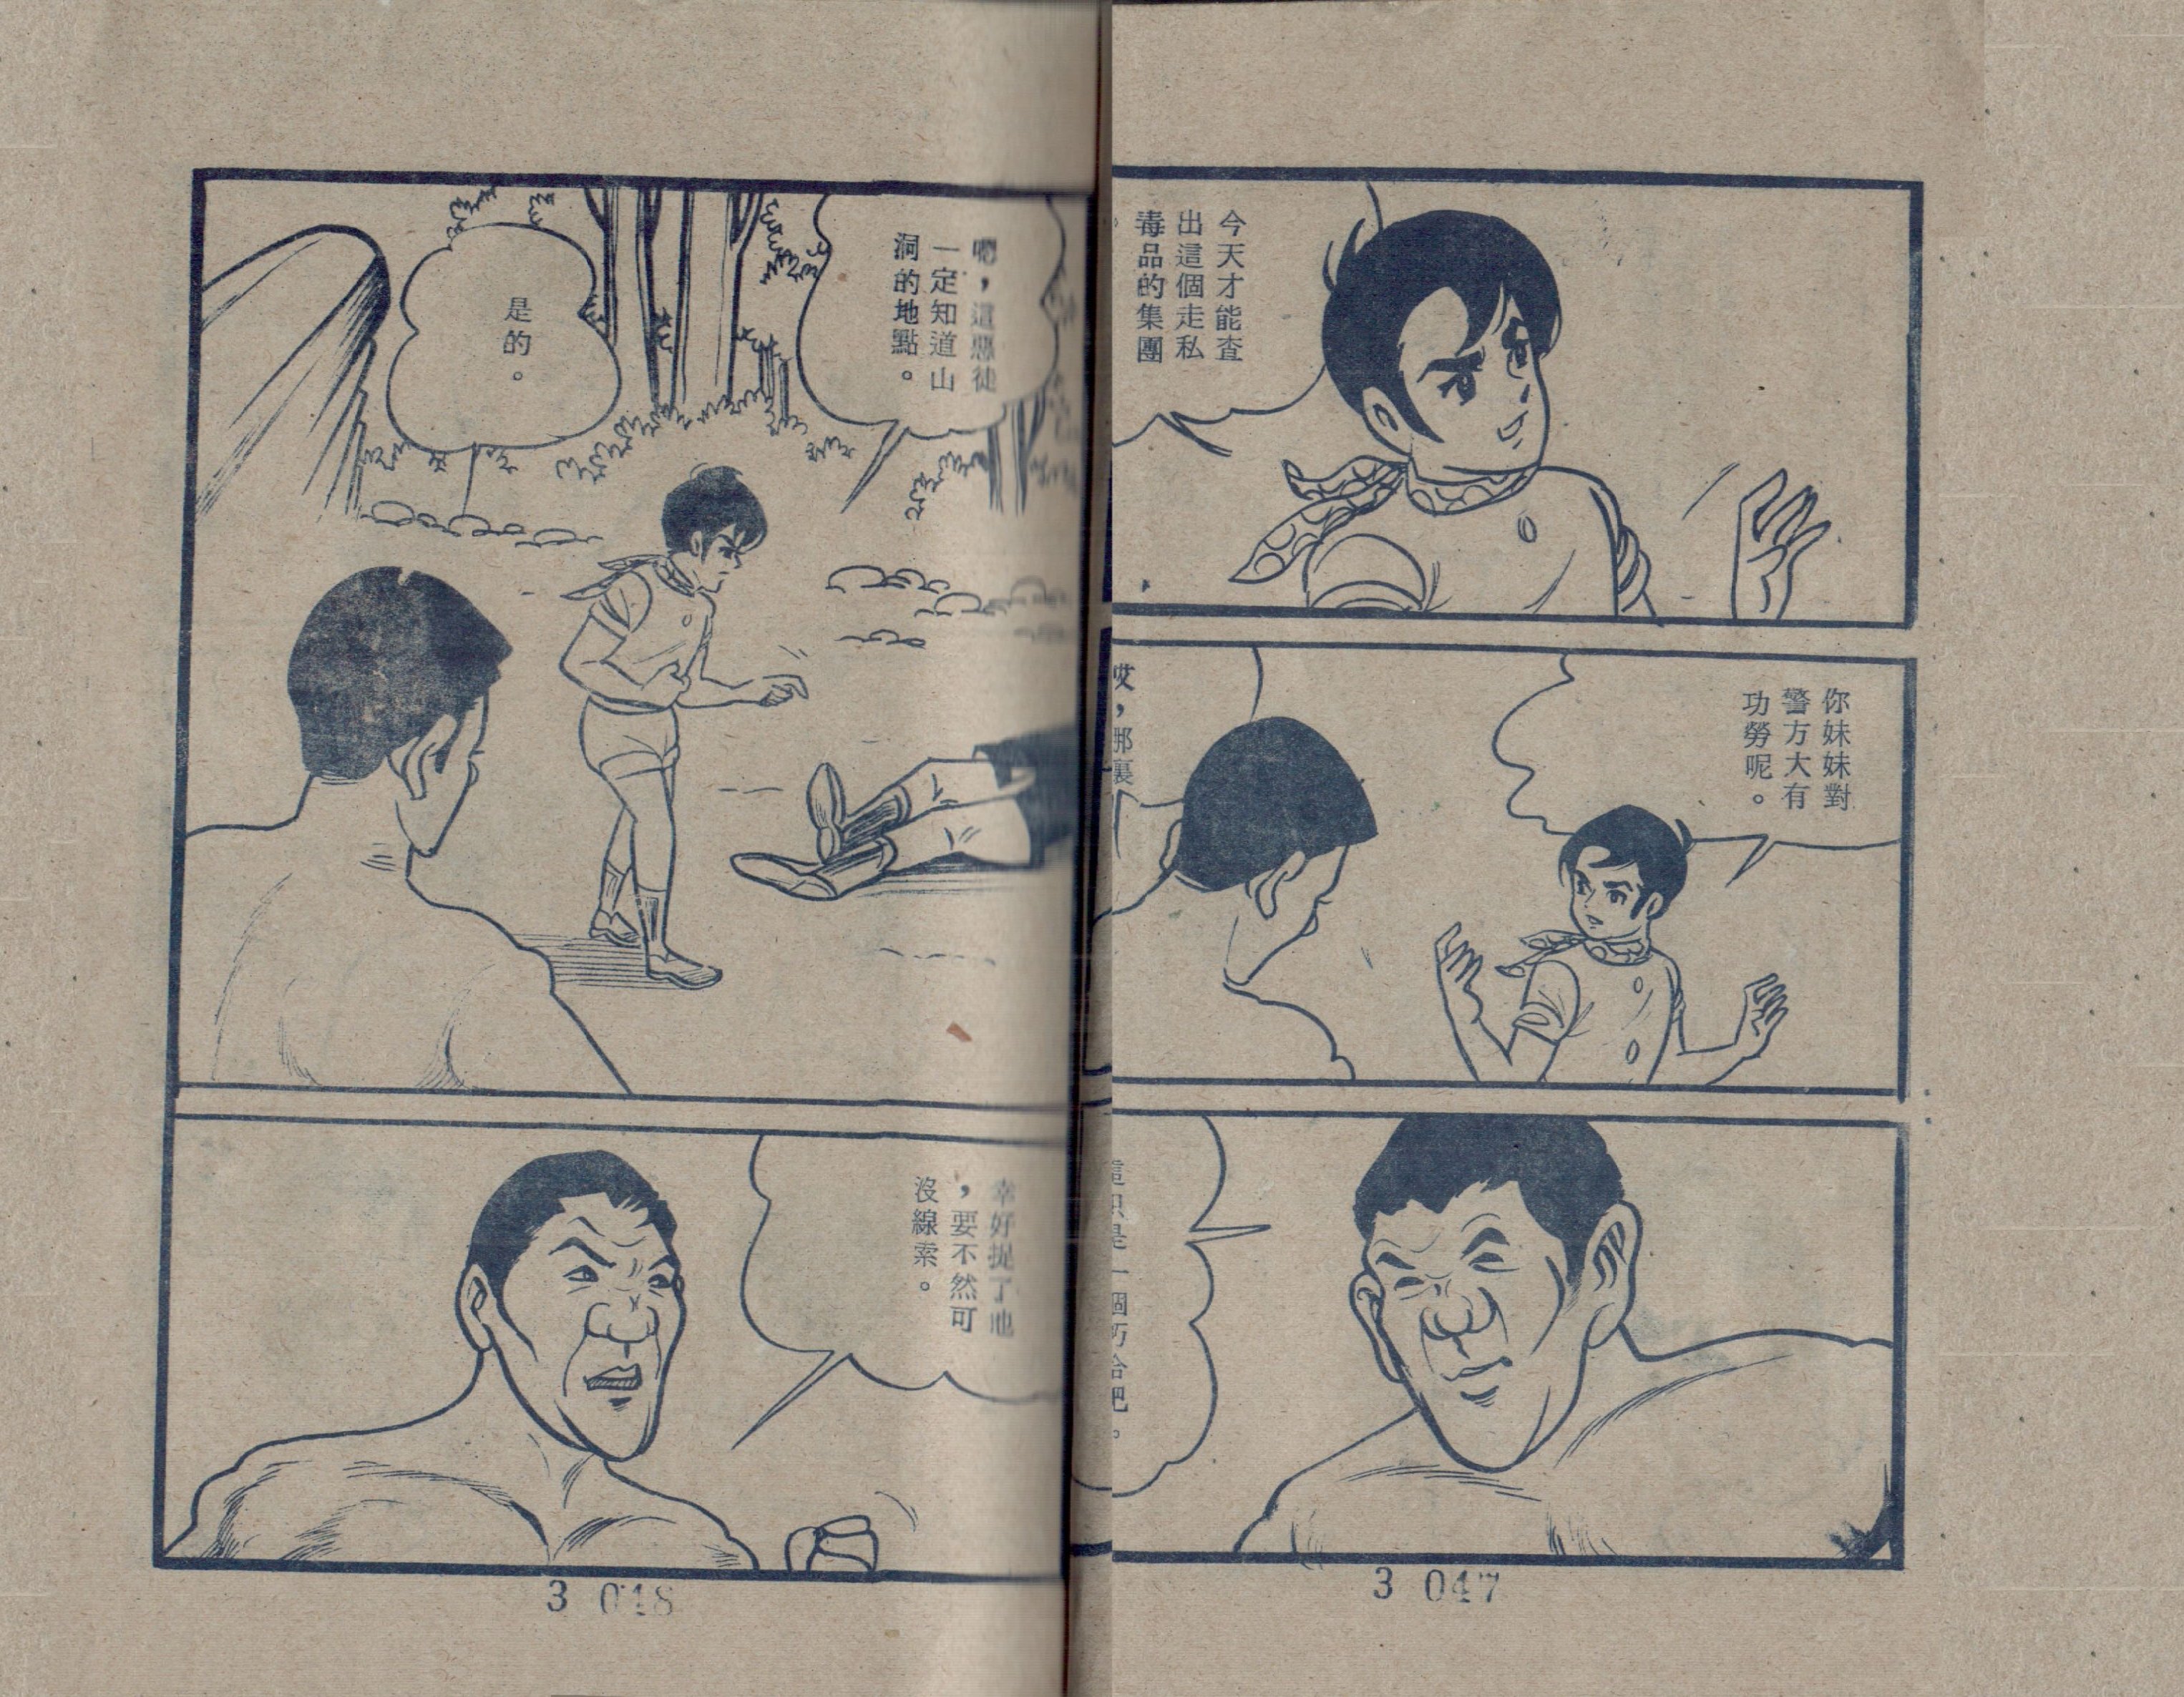 今天才能查
出這個走私
毒品的集團
。
你妹妹對
警方大有
功勞呢。
哎，那裏
這只是一個巧合吧。
3 047
嗯，這惡徒
一定知道山
洞的地點。
是的。
幸好捉了他
，要不然可
沒線索。
3 048